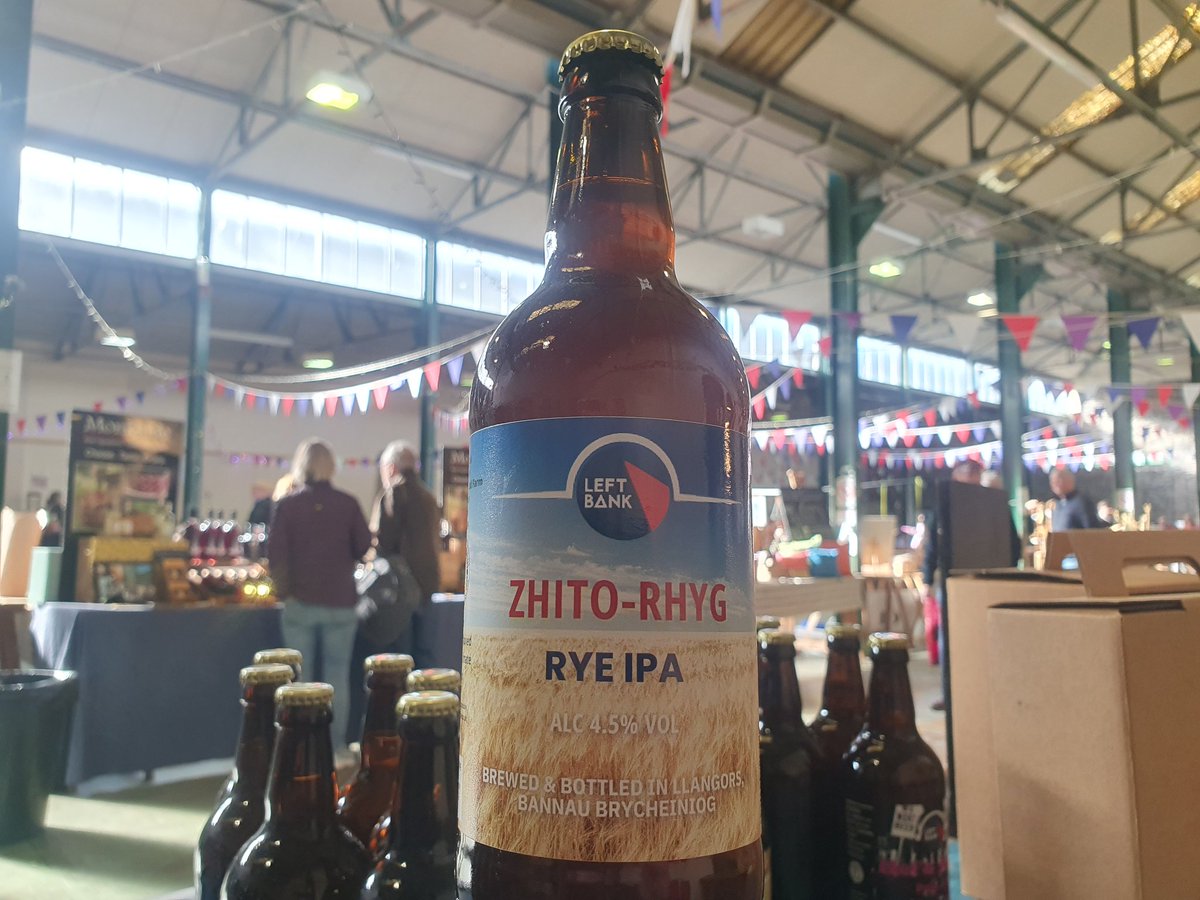 LEFT
BANK
ZHITO-RHYG
RYE IPA
ALC 4.5% VOL
BREWED & BOTTLED IN LLANGORS,
BANNAU BRYCHEINIOG